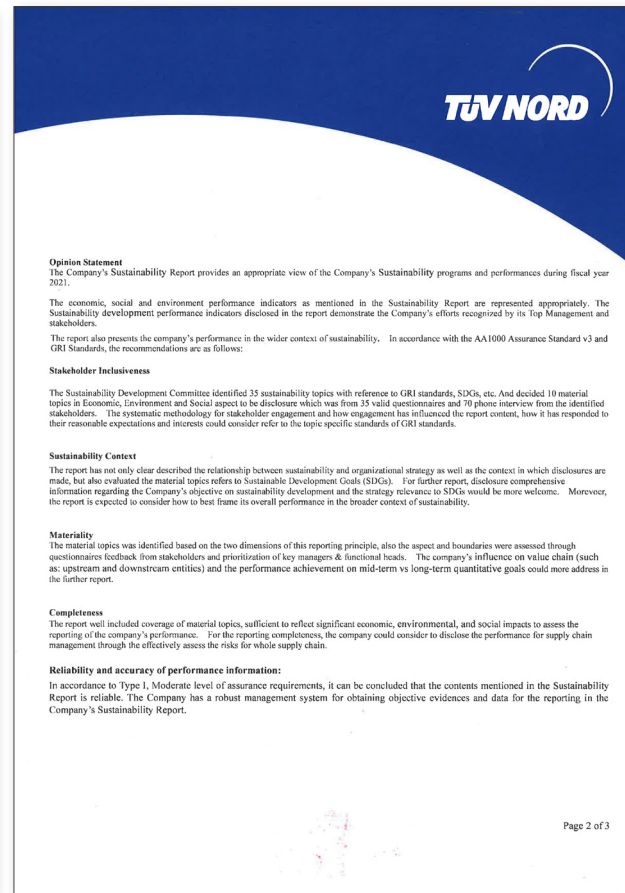 TÜV NORD
Opinion Statement
The Company's Sustainability Report provides an appropriate view of the Company's Sustainability programs and performances during fiscal year
2021.
The economic, social and environment performance indicators as mentioned in the Sustainability Report are represented appropriately. The
Sustainability development performance indicators disclosed in the report demonstrate the Company's efforts recognized by its Top Management and
stakeholders.
The report also presents the company's performance in the wider context of sustainability. In accordance with the AA1000 Assurance Standard v3 and
GRI Standards, the recommendations are as follows:
Stakeholder Inclusiveness
The Sustainability Development Committee identified 35 sustainability topics with reference to GRI standards, SDGs, etc. And decided 10 material
topics in Economic, Environment and Social aspect to be disclosure which was from 35 valid questionnaires and 70 phone interview from the identified
stakeholders. The systematic methodology for stakeholder engagement and how engagement has influenced the report content, how it has responded to
their reasonable expectations and interests could consider refer to the topic specific standards of GRI standards.
Sustainability Context
The report has not only clear described the relationship between sustainability and organizational strategy as well as the context in which disclosures are
made, but also evaluated the material topics refers to Sustainable Development Goals (SDGs). For further report, disclosure comprehensive
information regarding the Company's objective on sustainability development and the strategy relevance to SDGs would be more welcome. Morevoer,
the report is expected to consider how to best frame its overall performance in the broader context of sustainability.
Materiality
The material topics was identified based on the two dimensions of this reporting principle, also the aspect and boundaries were assessed through
questionnaires feedback from stakeholders and prioritization of key managers & functional heads. The company's influence on value chain (such
as: upstream and downstream entities) and the performance achievement on mid-term vs long-term quantitative goals could more address in
the further report.
Completeness
The report well included coverage of material topics, sufficient to reflect significant economic, environmental, and social impacts to assess the
reporting of the company's performance. For the reporting completeness, the company could consider to disclose the performance for supply chain
management through the effectively assess the risks for whole supply chain.
Reliability and accuracy of performance information:
In accordance to Type I, Moderate level of assurance requirements, it can be concluded that the contents mentioned in the Sustainability
Report is reliable. The Company has a robust management system for obtaining objective evidences and data for the reporting in the
Company's Sustainability Report.
Page 2 of 3